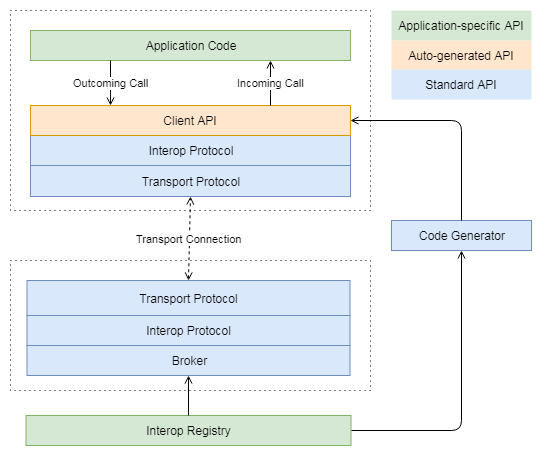 Application-specific API
Application Code
Auto-generated API
Outcoming Call
Incoming Call
Standard API
Client API
Interop Protocol
Transport Protocol
Transport Connection
Code Generator
Transport Protocol
Interop Protocol
Broker
Interop Registry